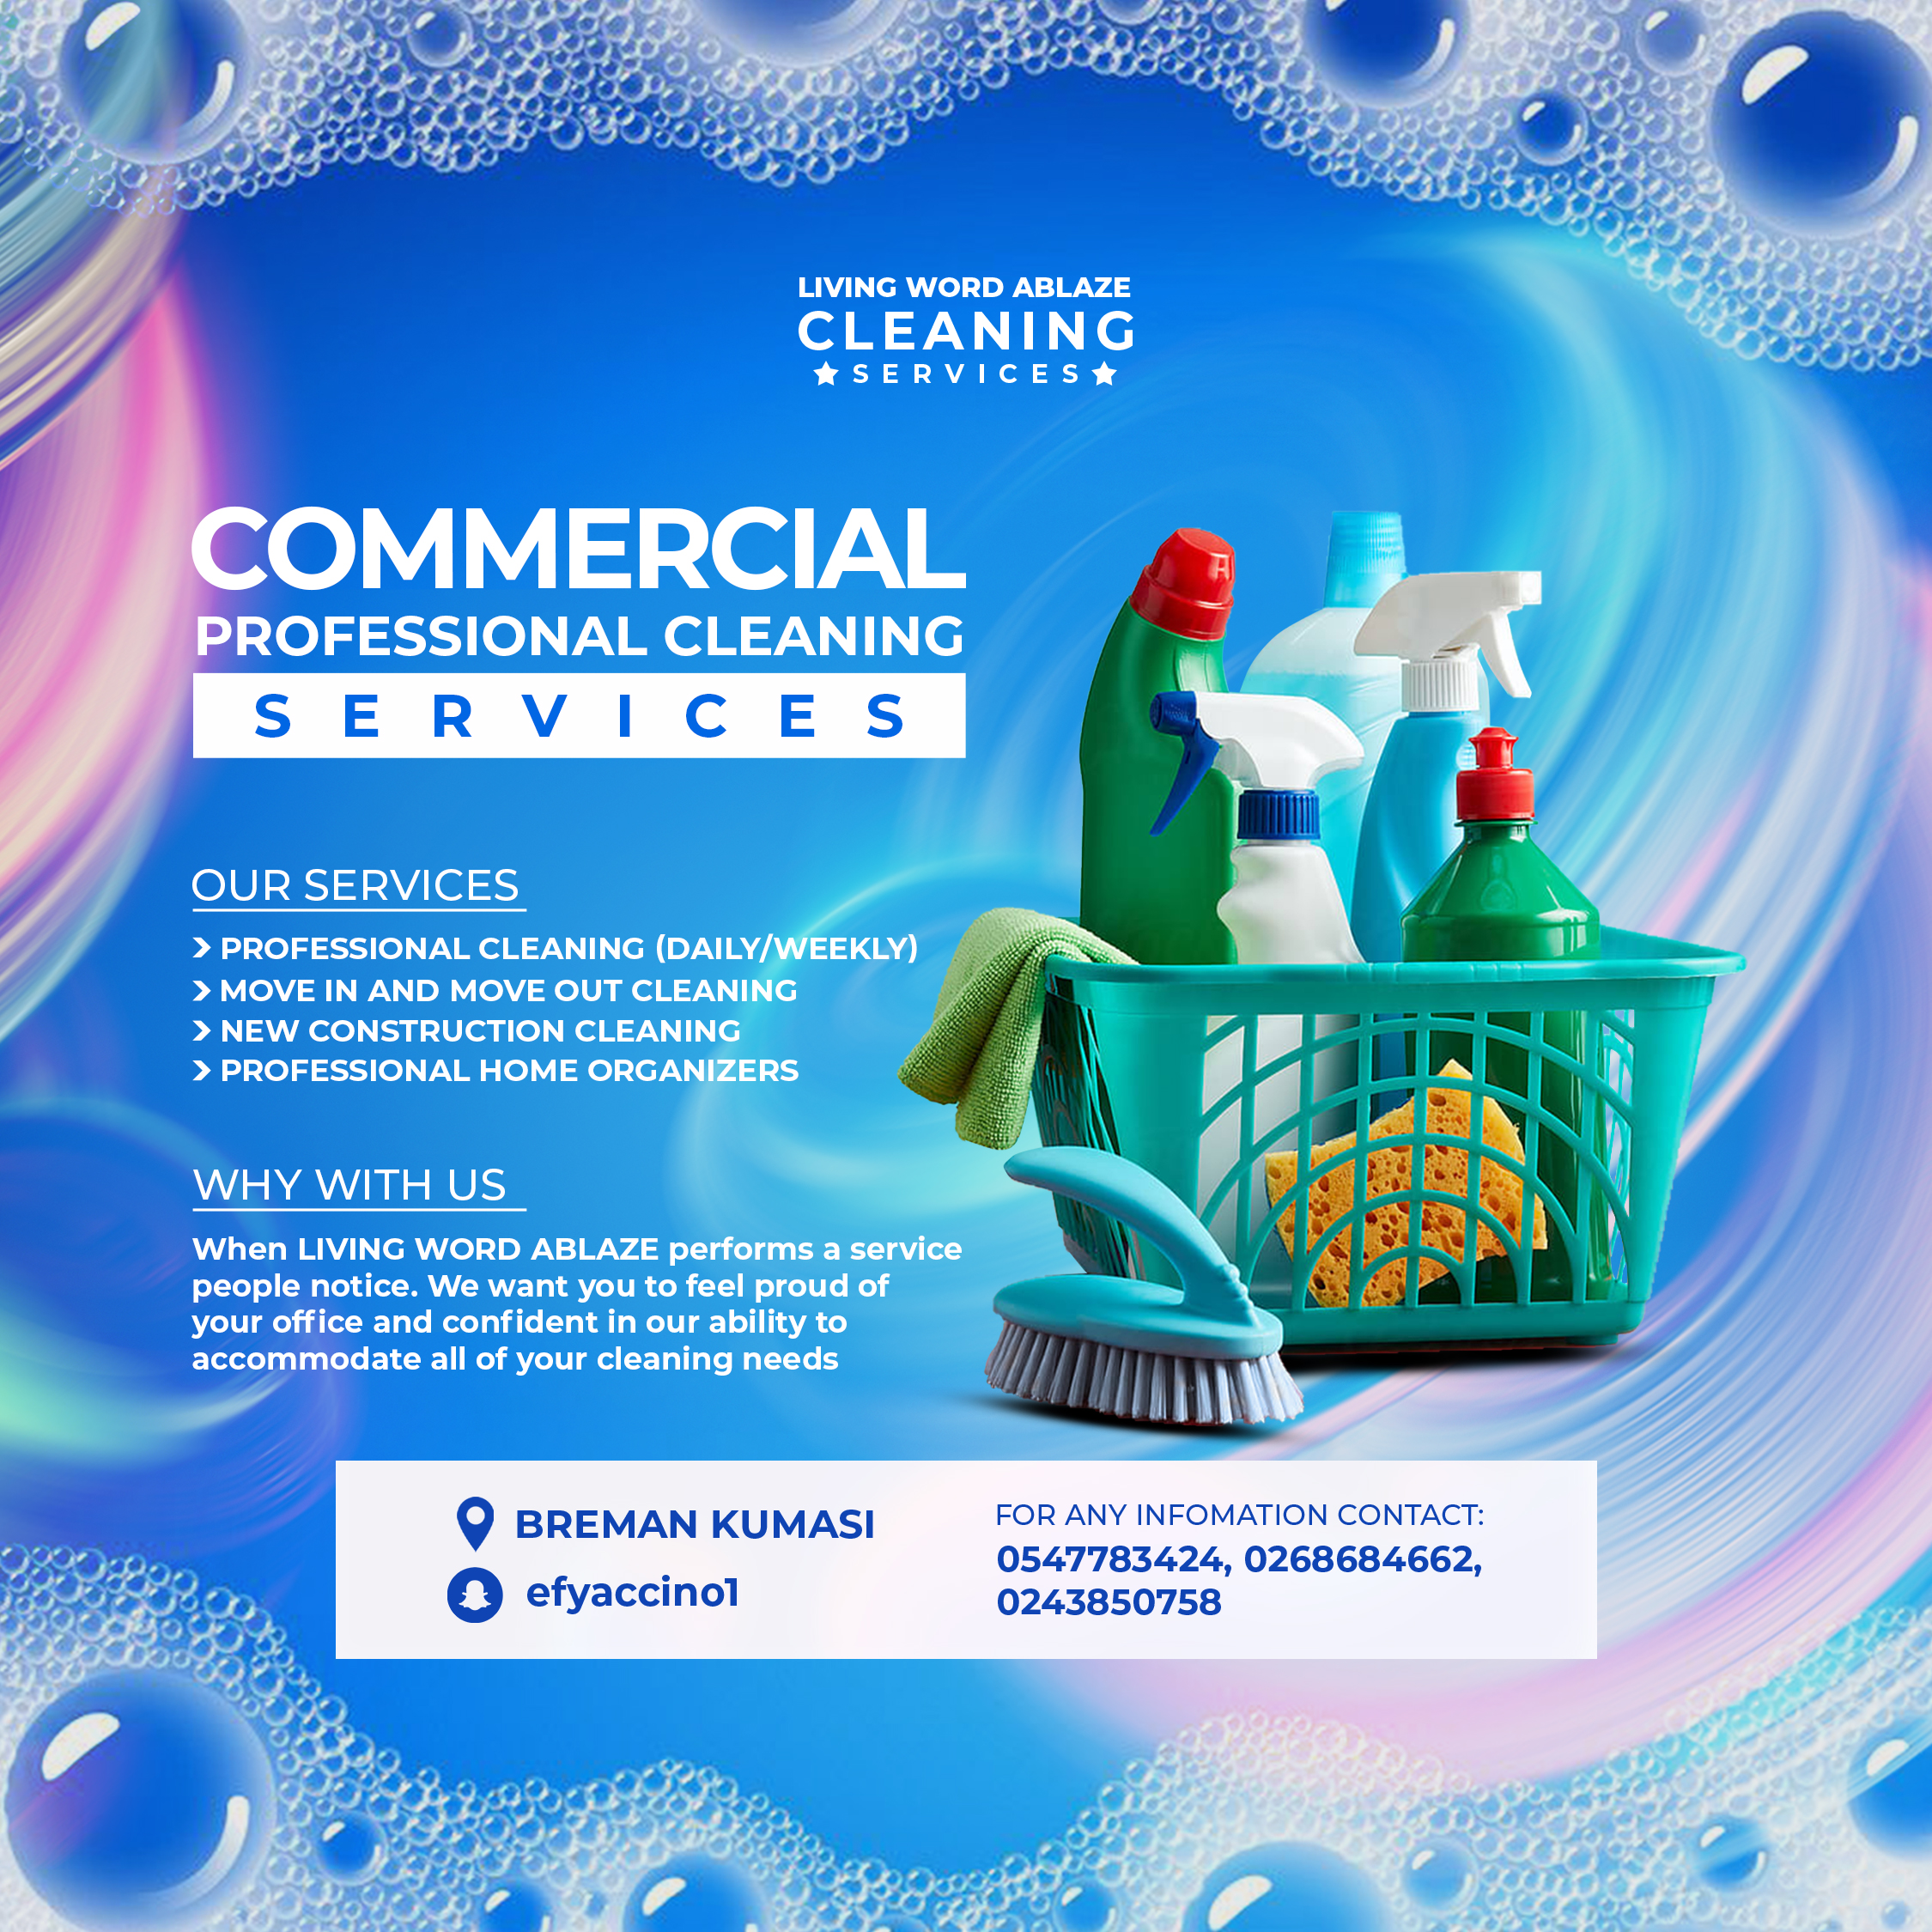 LIVING WORD ABLAZE
CLEANING
SERVICES
COMMERCIAL
PROFESSIONAL CLEANING
SERVICES
OUR SERVICES
PROFESSIONAL CLEANING (DAILY/WEEKLY)
MOVE IN AND MOVE OUT CLEANING
NEW CONSTRUCTION CLEANING
PROFESSIONAL HOME ORGANIZERS
WHY WITH US
When LIVING WORD ABLAZE performs a service
people notice. We want you to feel proud of
your office and confident in our ability to
accommodate all of your cleaning needs
BREMAN KUMASI
efyaccino1
FOR ANY INFOMATION CONTACT:
0547783424, 0268684662,
0243850758